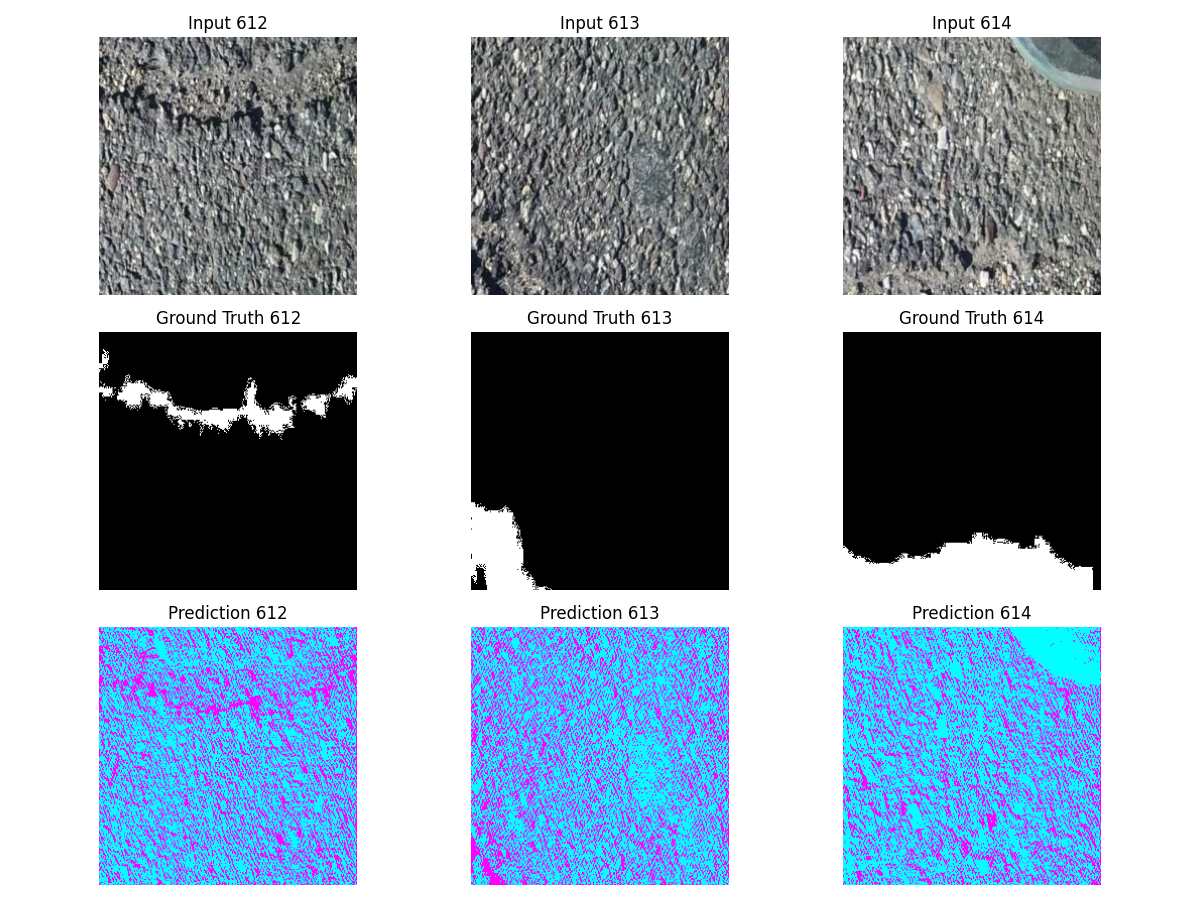 Input 612
Input 613
Input 614
Ground Truth 612
Ground Truth 613
Ground Truth 614
Prediction 612
Prediction 613
Prediction 614